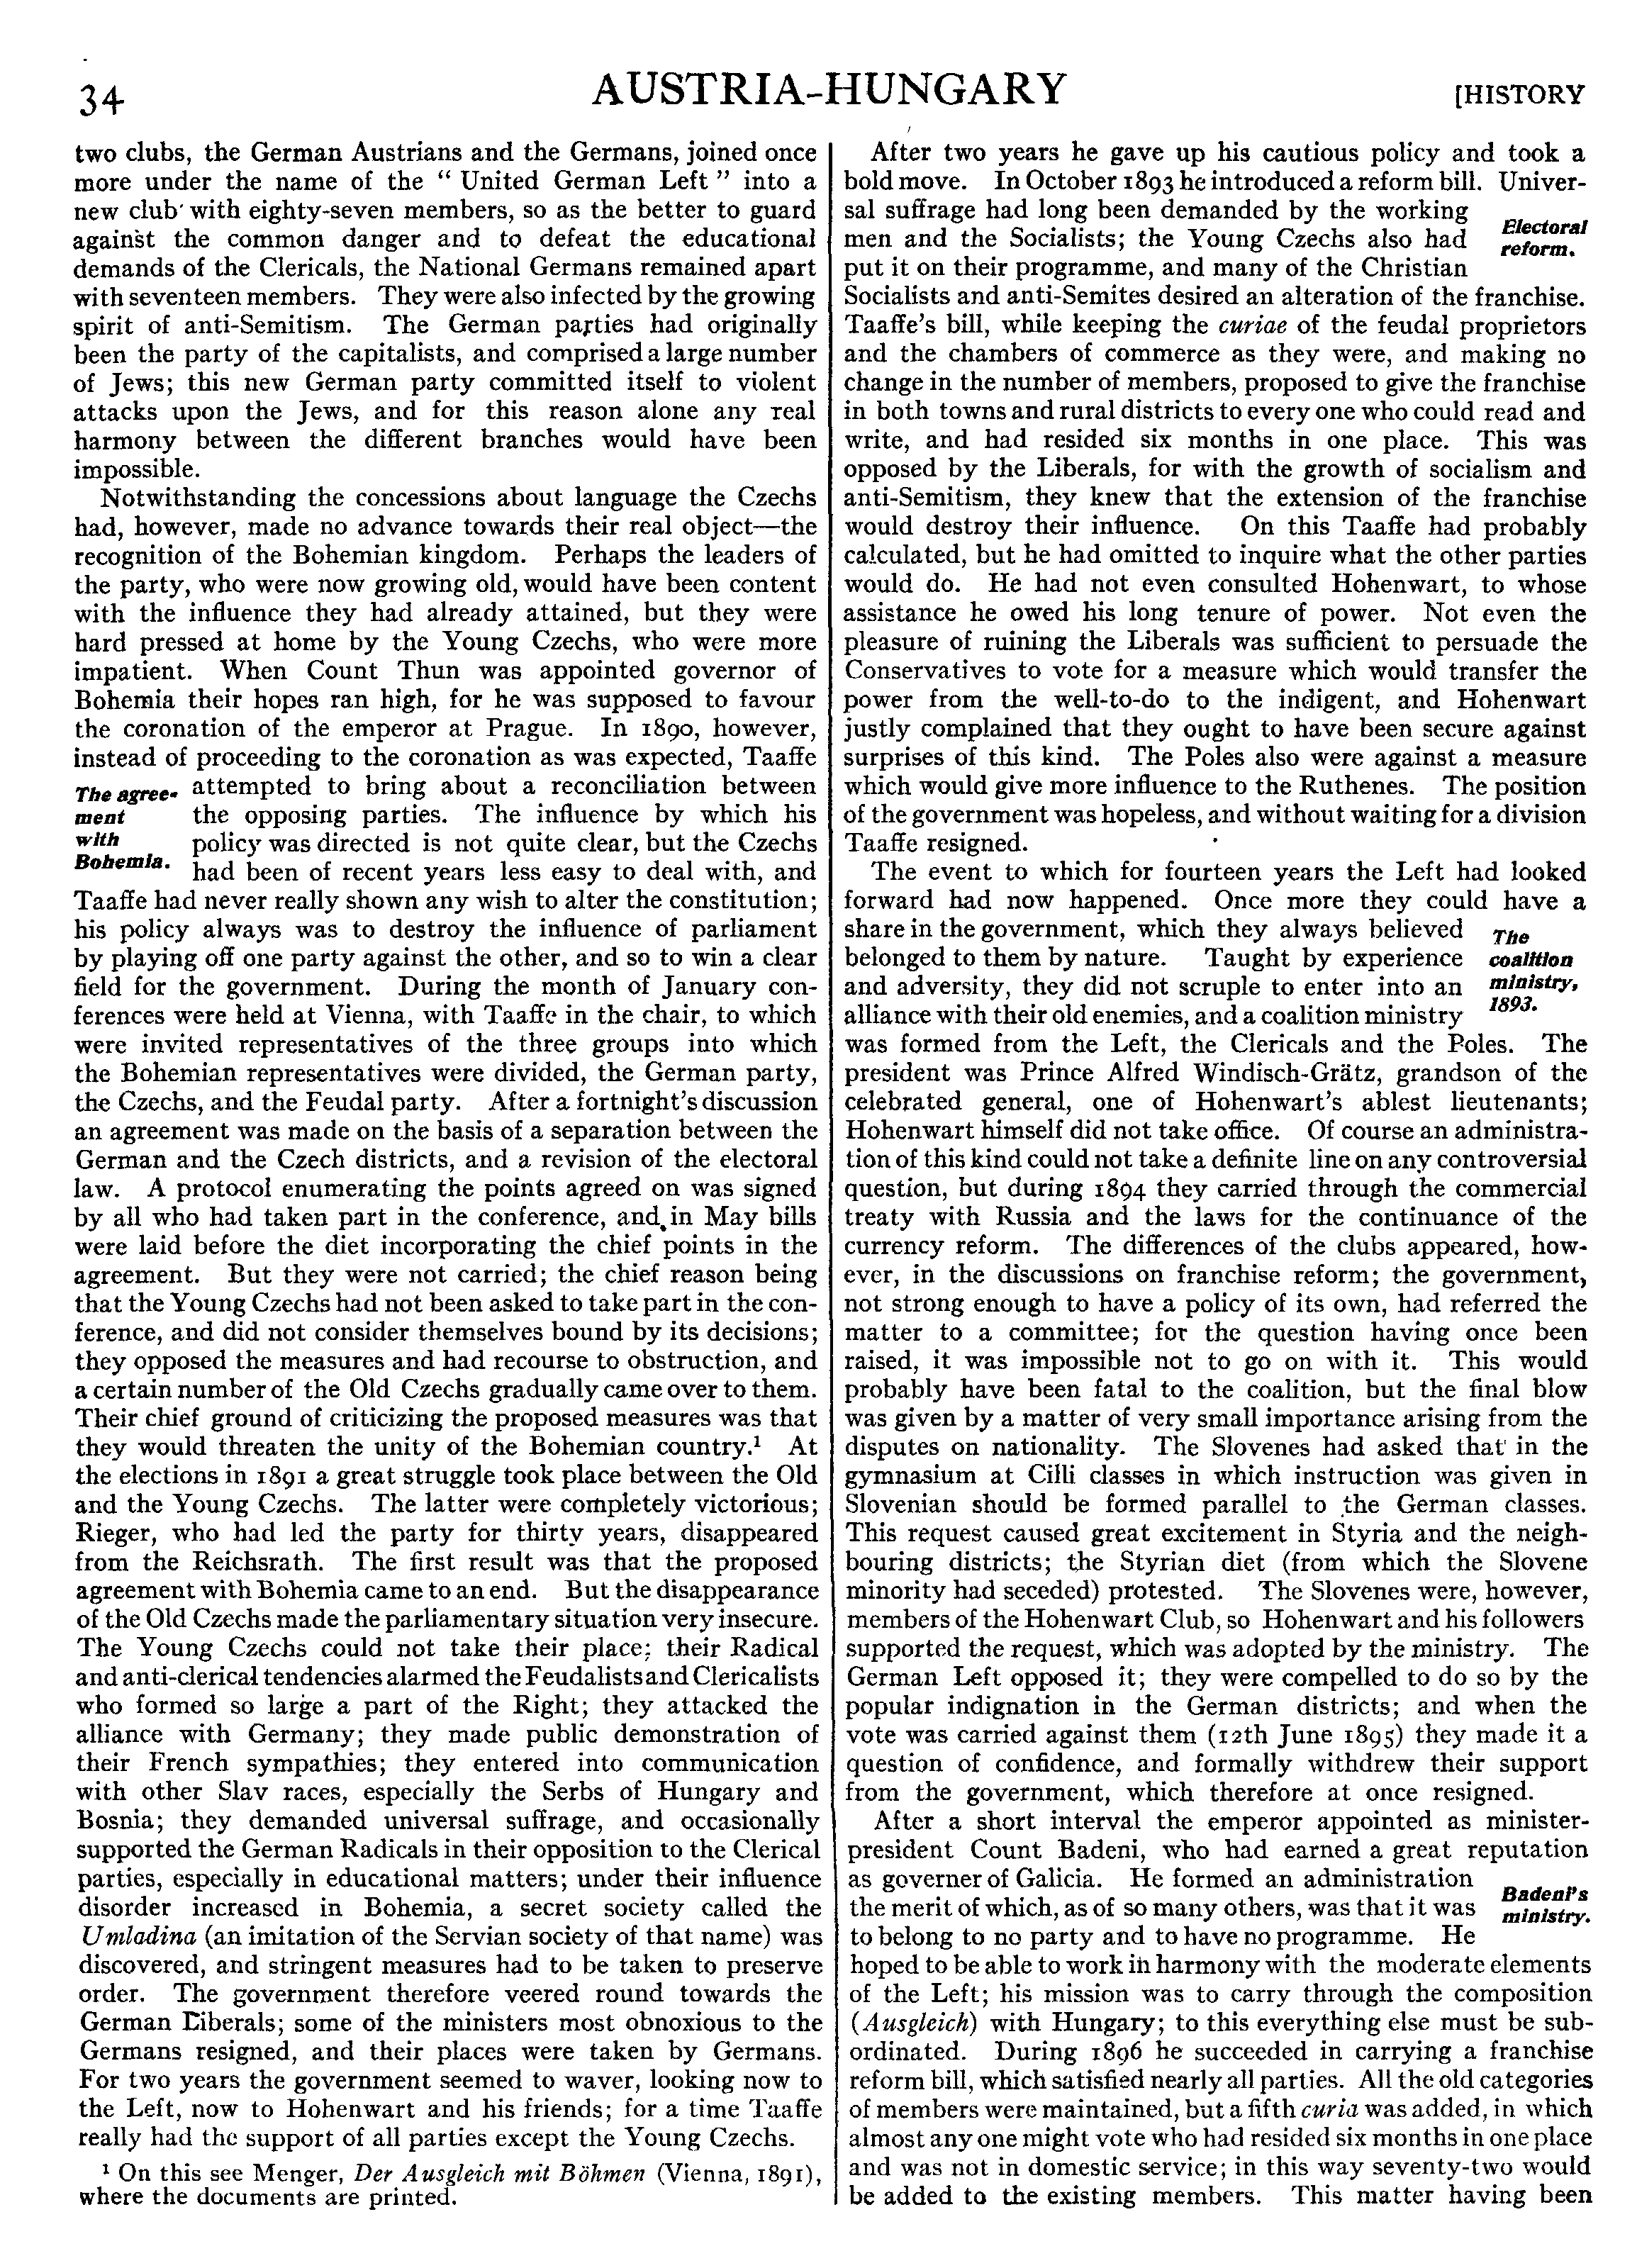 34
AUSTRIA-HUNGARY
[HISTORY
two clubs, the German Austrians and the Germans, joined once
more under the name of the “ United German Left ” into a
new club with eighty-seven members, so as the better to guard
against the common danger and to defeat the educational
demands of the Clericals, the National Germans remained apart
with seventeen members. They were also infected by the growing
spirit of anti-Semitism. The German parties had originally
been the party of the capitalists, and comprised a large number
of Jews; this new German party committed itself to violent
attacks upon the Jews, and for this reason alone any real
harmony between the different branches would have been
impossible.
Notwithstanding the concessions about language the Czechs
had, however, made no advance towards their real object—the
recognition of the Bohemian kingdom. Perhaps the leaders of
the party, who were now growing old, would have been content
with the influence they had already attained, but they were
hard pressed at home by the Young Czechs, who were more
impatient. When Count Thun was appointed governor of
Bohemia their hopes ran high, for he was supposed to favour
the coronation of the emperor at Prague. In 1890, however,
instead of proceeding to the coronation as was expected, Taaffe
The agree-
ment
with
Bohemia.
attempted to bring about a reconciliation between
the opposing parties. The influence by which his
policy was directed is not quite clear, but the Czechs
had been of recent years less easy to deal with, and
Taaffe had never really shown any wish to alter the constitution;
his policy always was to destroy the influence of parliament
by playing off one party against the other, and so to win a clear
field for the government. During the month of January con-
ferences were held at Vienna, with Taaffe in the chair, to which
were invited representatives of the three groups into which
the Bohemian representatives were divided, the German party,
the Czechs, and the Feudal party. After a fortnight's discussion
an agreement was made on the basis of a separation between the
German and the Czech districts, and a revision of the electoral
law. A protocol enumerating the points agreed on was signed
by all who had taken part in the conference, and in May bills
were laid before the diet incorporating the chief points in the
agreement. But they were not carried; the chief reason being
that the Young Czechs had not been asked to take part in the con-
ference, and did not consider themselves bound by its decisions;
they opposed the measures and had recourse to obstruction, and
a certain number of the Old Czechs gradually came over to them.
Their chief ground of criticizing the proposed measures was that
they would threaten the unity of the Bohemian country.¹ At
the elections in 1891 a great struggle took place between the Old
and the Young Czechs. The latter were completely victorious;
Rieger, who had led the party for thirty years, disappeared
from the Reichsrath. The first result was that the proposed
agreement with Bohemia came to an end. But the disappearance
of the Old Czechs made the parliamentary situation very insecure.
The Young Czechs could not take their place; their Radical
and anti-clerical tendencies alarmed the Feudalists and Clericalists
who formed so large a part of the Right; they attacked the
alliance with Germany; they made public demonstration of
their French sympathies; they entered into communication
with other Slav races, especially the Serbs of Hungary and
Bosnia; they demanded universal suffrage, and occasionally
supported the German Radicals in their opposition to the Clerical
parties, especially in educational matters; under their influence
disorder increased in Bohemia, a secret society called the
Umladina (an imitation of the Servian society of that name) was
discovered, and stringent measures had to be taken to preserve
order. The government therefore veered round towards the
German Liberals; some of the ministers most obnoxious to the
Germans resigned, and their places were taken by Germans.
For two years the government seemed to waver, looking now to
the Left, now to Hohenwart and his friends; for a time Taaffe
really had the support of all parties except the Young Czechs.
¹ On this see Menger, Der Ausgleich mit Böhmen (Vienna, 1891),
where the documents are printed.
After two years he gave up his cautious policy and took a
bold move. In October 1893 he introduced a reform bill. Univer-
sal suffrage had long been demanded by the working
men and the Socialists; the Young Czechs also had
put it on their programme, and many of the Christian
Electoral
reform.
Socialists and anti-Semites desired an alteration of the franchise.
Taaffe's bill, while keeping the curiae of the feudal proprietors
and the chambers of commerce as they were, and making no
change in the number of members, proposed to give the franchise
in both towns and rural districts to every one who could read and
write, and had resided six months in one place. This was
opposed by the Liberals, for with the growth of socialism and
anti-Semitism, they knew that the extension of the franchise
would destroy their influence. On this Taaffe had probably
calculated, but he had omitted to inquire what the other parties
would do. He had not even consulted Hohenwart, to whose
assistance he owed his long tenure of power. Not even the
pleasure of ruining the Liberals was sufficient to persuade the
Conservatives to vote for a measure which would transfer the
power from the well-to-do to the indigent, and Hohenwart
justly complained that they ought to have been secure against
surprises of this kind. The Poles also were against a measure
which would give more influence to the Ruthenes. The position
of the government was hopeless, and without waiting for a division
Taaffe resigned.
The event to which for fourteen years the Left had looked
forward had now happened. Once more they could have a
share in the government, which they always believed
belonged to them by nature. Taught by experience
and adversity, they did not scruple to enter into an
alliance with their old enemies, and a coalition ministry
The
coalition
ministry,
1893.
was formed from the Left, the Clericals and the Poles. The
president was Prince Alfred Windisch-Grätz, grandson of the
celebrated general, one of Hohenwart's ablest lieutenants;
Hohenwart himself did not take office. Of course an administra-
tion of this kind could not take a definite line on any controversial
question, but during 1894 they carried through the commercial
treaty with Russia and the laws for the continuance of the
currency reform. The differences of the clubs appeared, how-
ever, in the discussions on franchise reform; the government,
not strong enough to have a policy of its own, had referred the
matter to a committee; for the question having once been
raised, it was impossible not to go on with it. This would
probably have been fatal to the coalition, but the final blow
was given by a matter of very small importance arising from the
disputes on nationality. The Slovenes had asked that in the
gymnasium at Cilli classes in which instruction was given in
Slovenian should be formed parallel to the German classes.
This request caused great excitement in Styria and the neigh-
bouring districts; the Styrian diet (from which the Slovene
minority had seceded) protested. The Slovenes were, however,
members of the Hohenwart Club, so Hohenwart and his followers
supported the request, which was adopted by the ministry. The
German Left opposed it; they were compelled to do so by the
popular indignation in the German districts; and when the
vote was carried against them (12th June 1895) they made it a
question of confidence, and formally withdrew their support
from the government, which therefore at once resigned.
After a short interval the emperor appointed as minister-
president Count Badeni, who had earned a great reputation
as governer of Galicia. He formed an administration
the merit of which, as of so many others, was that it was
to belong to no party and to have no programme. He
Badeni's
ministry.
hoped to be able to work in harmony with the moderate elements
of the Left; his mission was to carry through the composition
(Ausgleich) with Hungary; to this everything else must be sub-
ordinated. During 1896 he succeeded in carrying a franchise
reform bill, which satisfied nearly all parties. All the old categories
of members were maintained, but a fifth curia was added, in which
almost any one might vote who had resided six months in one place
and was not in domestic service; in this way seventy-two would
be added to the existing members. This matter having been